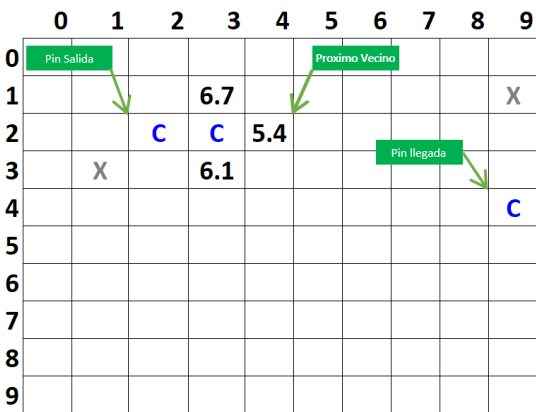 0 1 2 3 4 5 6 7 8 9
0 Pin Salida Proximo Vecino
1 6.7 X
2 C C 5.4
Pin llegada
3 X 6.1
4 C
5
6
7
8
9